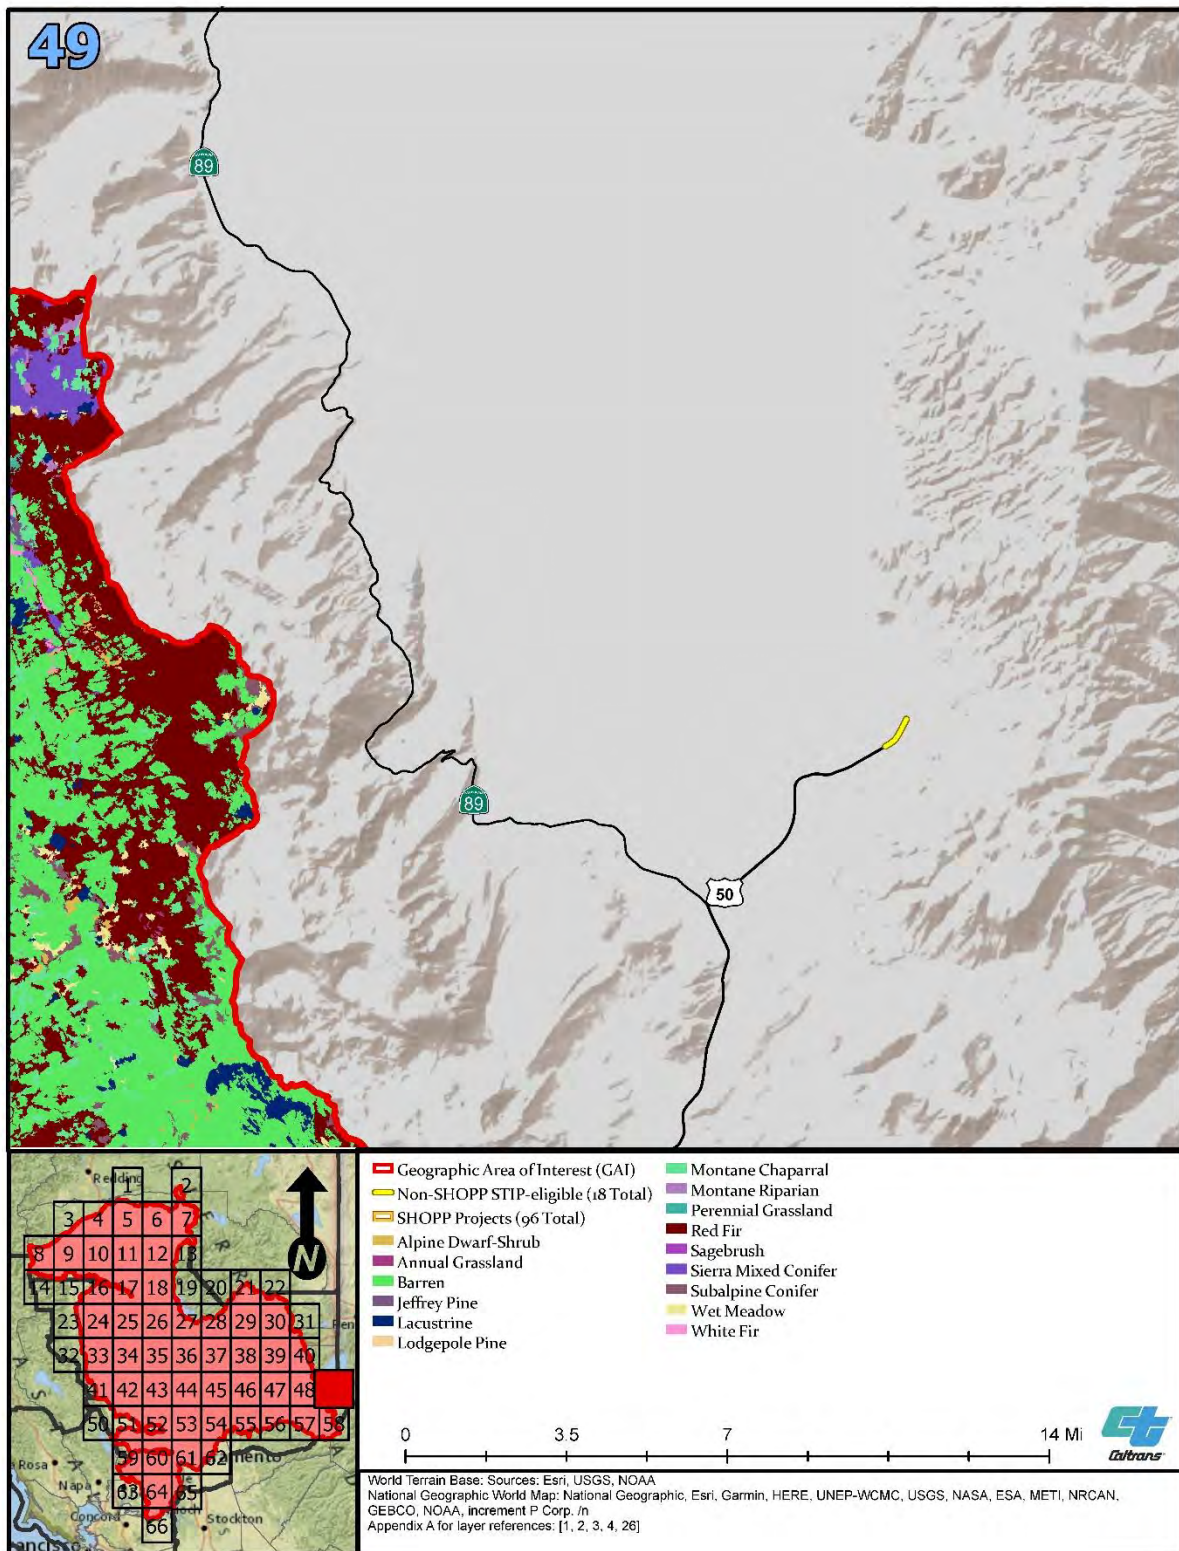 49
89
89
50
Redding
1 2
3 4 5 6 7
8 9 10 11 12 13
14 15 16 17 18 19 20 21 22
23 24 25 26 27 28 29 30 31
32 33 34 35 36 37 38 39 40
41 42 43 44 45 46 47 48
50 51 52 53 54 55 56 57 58
59 60 61 62
63 64 65
66
Napa
Concord
Stockton
N
Geographic Area of Interest (GAI)
Non-SHOPP STIP-eligible (18 Total)
SHOPP Projects (96 Total)
Alpine Dwarf-Shrub
Annual Grassland
Barren
Jeffrey Pine
Lacustrine
Lodgepole Pine
Montane Chaparral
Montane Riparian
Perennial Grassland
Red Fir
Sagebrush
Sierra Mixed Conifer
Subalpine Conifer
Wet Meadow
White Fir
0 3.5 7 14 Mi
Caltrans
World Terrain Base: Sources: Esri, USGS, NOAA
National Geographic World Map: National Geographic, Esri, Garmin, HERE, UNEP-WCMC, USGS, NASA, ESA, METI, NRCAN,
GEBCO, NOAA, increment P Corp. /n
Appendix A for layer references: [1, 2, 3, 4, 26]